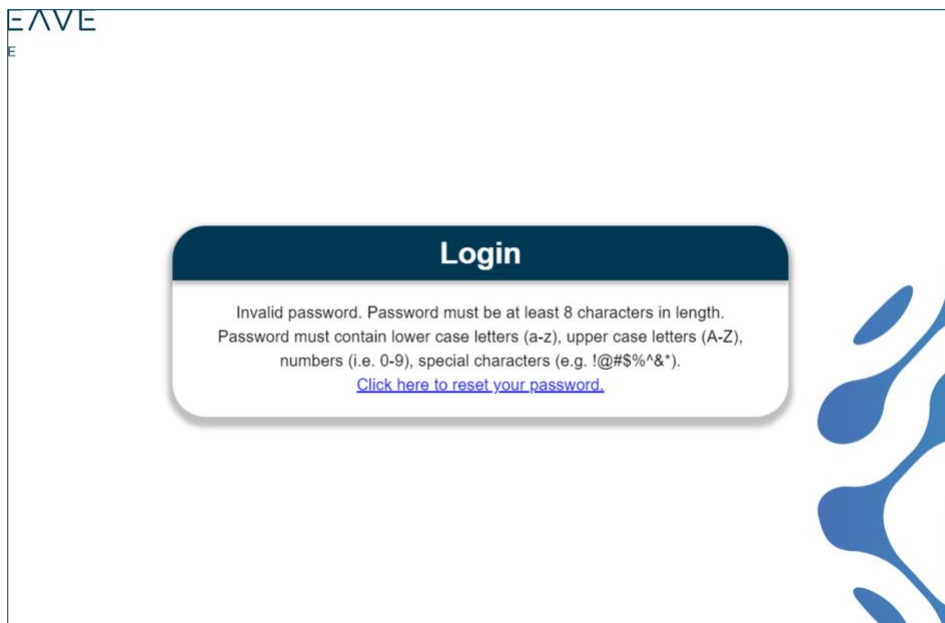 EAVE
E
Login
Invalid password. Password must be at least 8 characters in length.
Password must contain lower case letters (a-z), upper case letters (A-Z),
numbers (i.e. 0-9), special characters (e.g. !@#$%^&*).
Click here to reset your password.